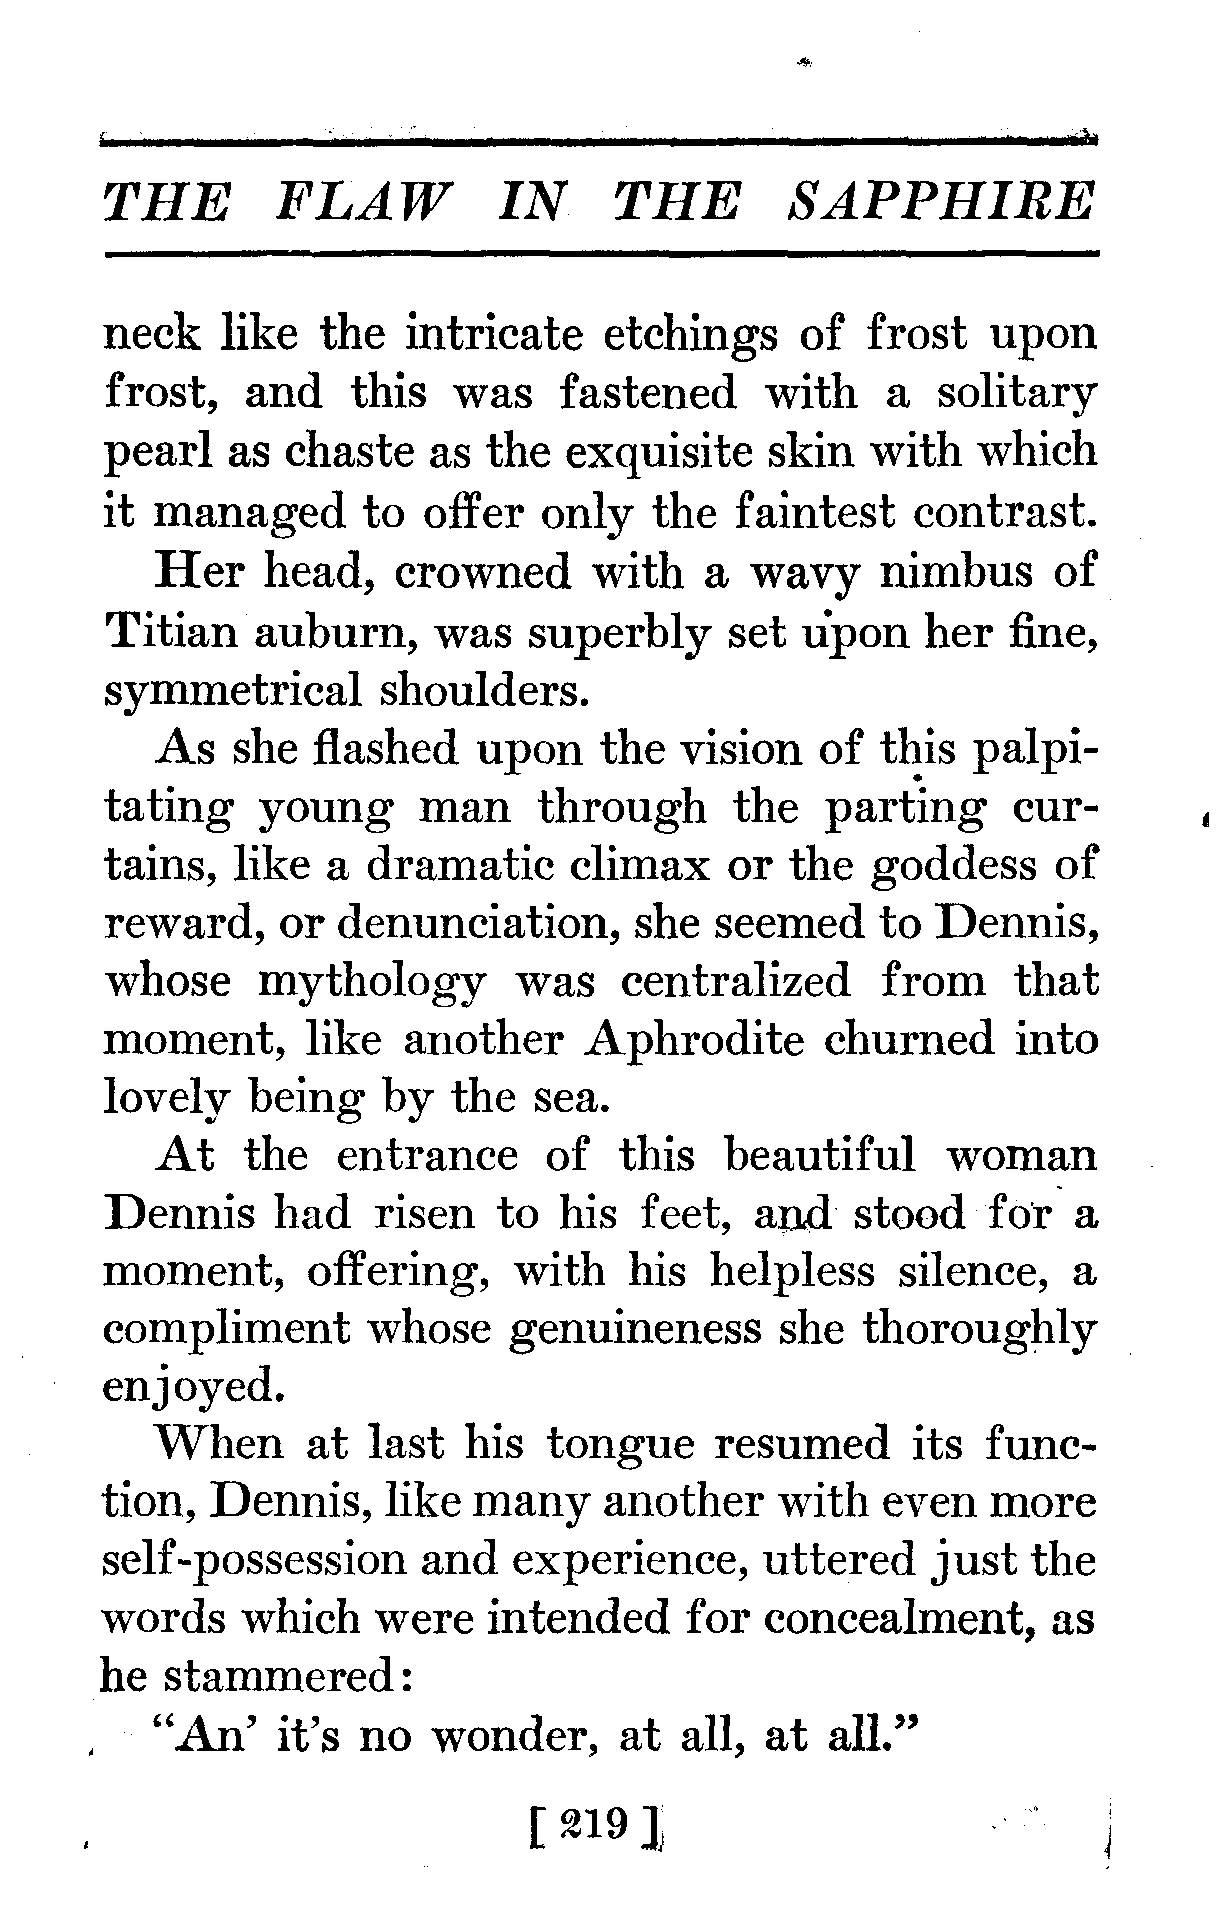 THE FLAW IN THE SAPPHIRE
neck like the intricate etchings of frost upon
frost, and this was fastened with a solitary
pearl as chaste as the exquisite skin with which
it managed to offer only the faintest contrast.
Her head, crowned with a wavy nimbus of
Titian auburn, was superbly set upon her fine,
symmetrical shoulders.
As she flashed upon the vision of this palpi-
tating young man through the parting cur-
tains, like a dramatic climax or the goddess of
reward, or denunciation, she seemed to Dennis,
whose mythology was centralized from that
moment, like another Aphrodite churned into
lovely being by the sea.
At the entrance of this beautiful woman
Dennis had risen to his feet, and stood for a
moment, offering, with his helpless silence, a
compliment whose genuineness she thoroughly
enjoyed.
When at last his tongue resumed its func-
tion, Dennis, like many another with even more
self-possession and experience, uttered just the
words which were intended for concealment, as
he stammered:
“An’ it’s no wonder, at all, at all.”
[ 219 ]